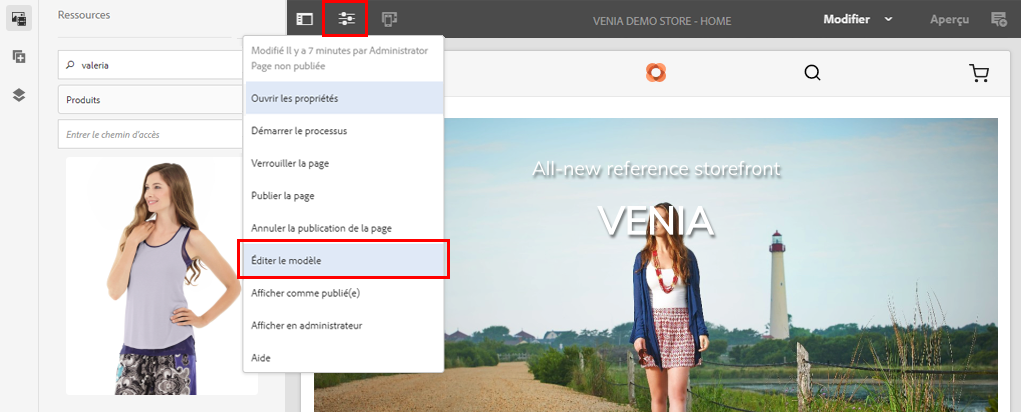 Ressources
VENIA DEMO STORE - HOME
Modifier
Aperçu
valeria
Produits
Entrer le chemin d'accès
Modifié Il y a 7 minutes par Administrator
Page non publiée
Ouvrir les propriétés
Démarrer le processus
Verrouiller la page
Publier la page
Annuler la publication de la page
Éditer le modèle
Afficher comme publié(e)
Afficher en administrateur
Aide
All-new reference storefront
VENIA